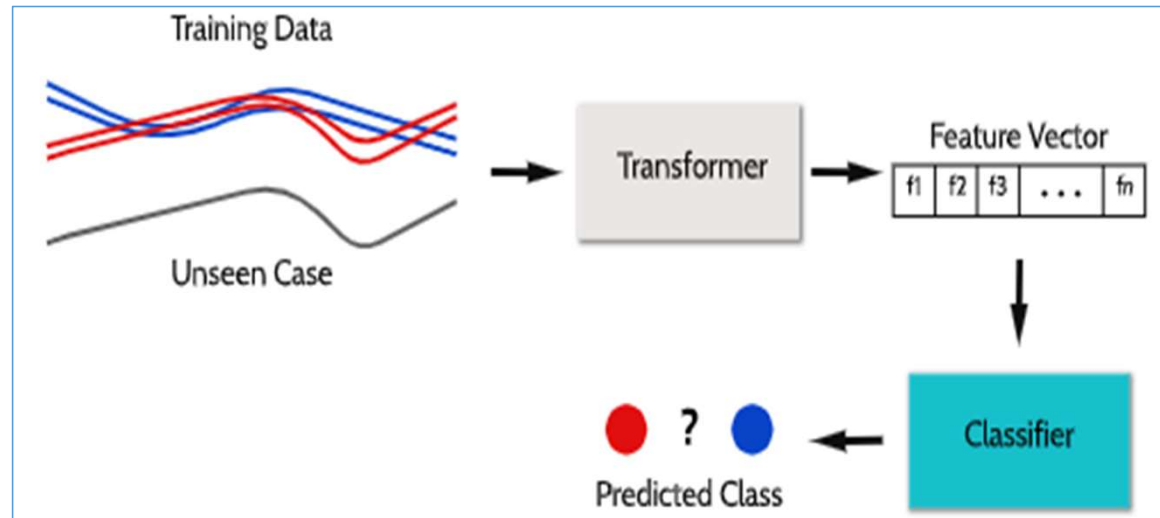 Training Data
Unseen Case
Transformer
Feature Vector
f1 f2 f3 ... fn
Classifier
?
Predicted Class